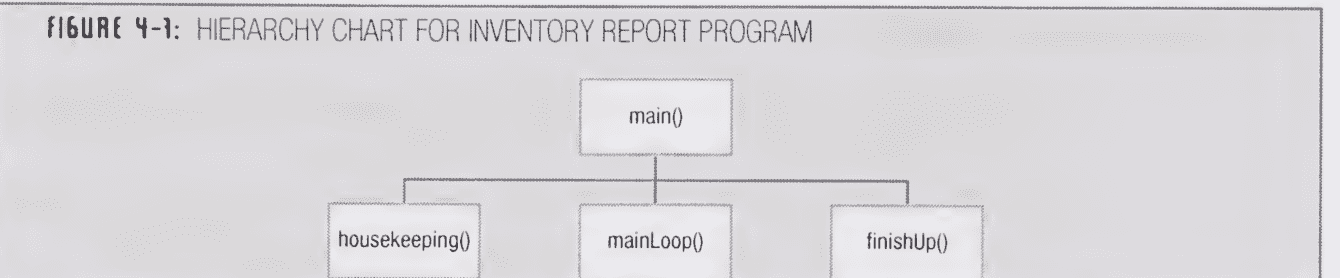 FIGURE 4-1: HIERARCHY CHART FOR INVENTORY REPORT PROGRAM
main()
housekeeping() mainLoop() finishUp()